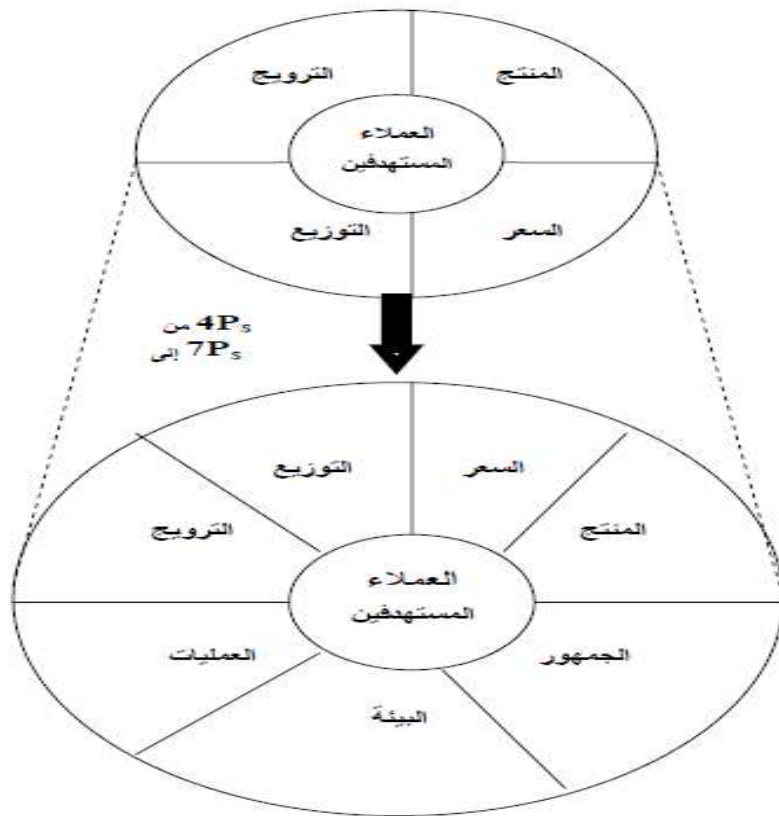 المنتج
الترويج
العملاء
المستهدفين
السعر
التوزيع
من 4Ps
إلى 7Ps
السعر
التوزيع
المنتج
الترويج
العملاء
المستهدفين
الجمهور
العمليات
البيئة